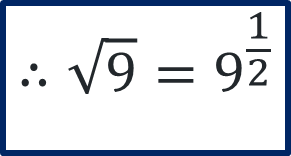 ∴ √9 = 9^{1/2}